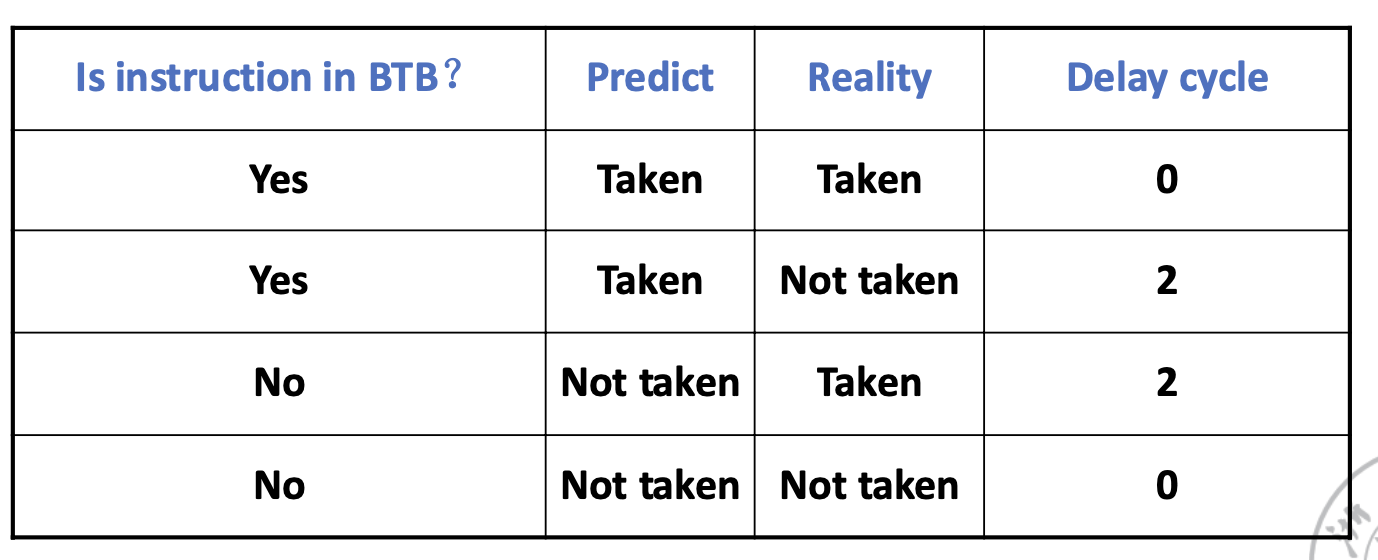 Is instruction in BTB？ Predict Reality Delay cycle
Yes Taken Taken 0
Yes Taken Not taken 2
No Not taken Taken 2
No Not taken Not taken 0